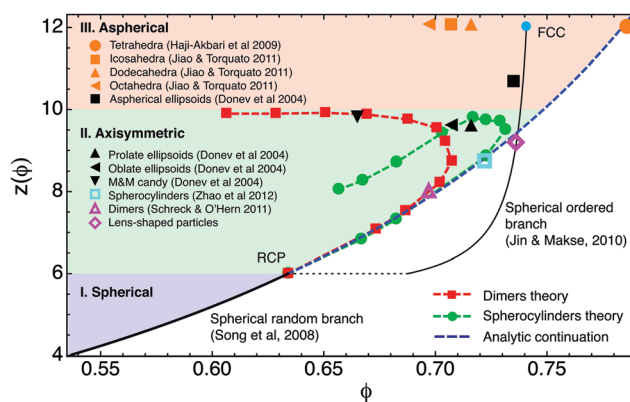 12
10
8
6
4
z(ϕ)
III. Aspherical
Tetrahedra (Haji-Akbari et al 2009)
Icosahedra (Jiao & Torquato 2011)
Dodecahedra (Jiao & Torquato 2011)
Octahedra (Jiao & Torquato 2011)
Aspherical ellipsoids (Donev et al 2004)
FCC
II. Axisymmetric
Prolate ellipsoids (Donev et al 2004)
Oblate ellipsoids (Donev et al 2004)
M&M candy (Donev et al 2004)
Spherocylinders (Zhao et al 2012)
Dimers (Schreck & O'Hern 2011)
Lens-shaped particles
Spherical ordered
branch
(Jin & Makse, 2010)
RCP
I. Spherical
Spherical random branch
(Song et al, 2008)
Dimers theory
Spherocylinders theory
Analytic continuation
0.55
0.60
0.65
0.70
0.75
ϕ